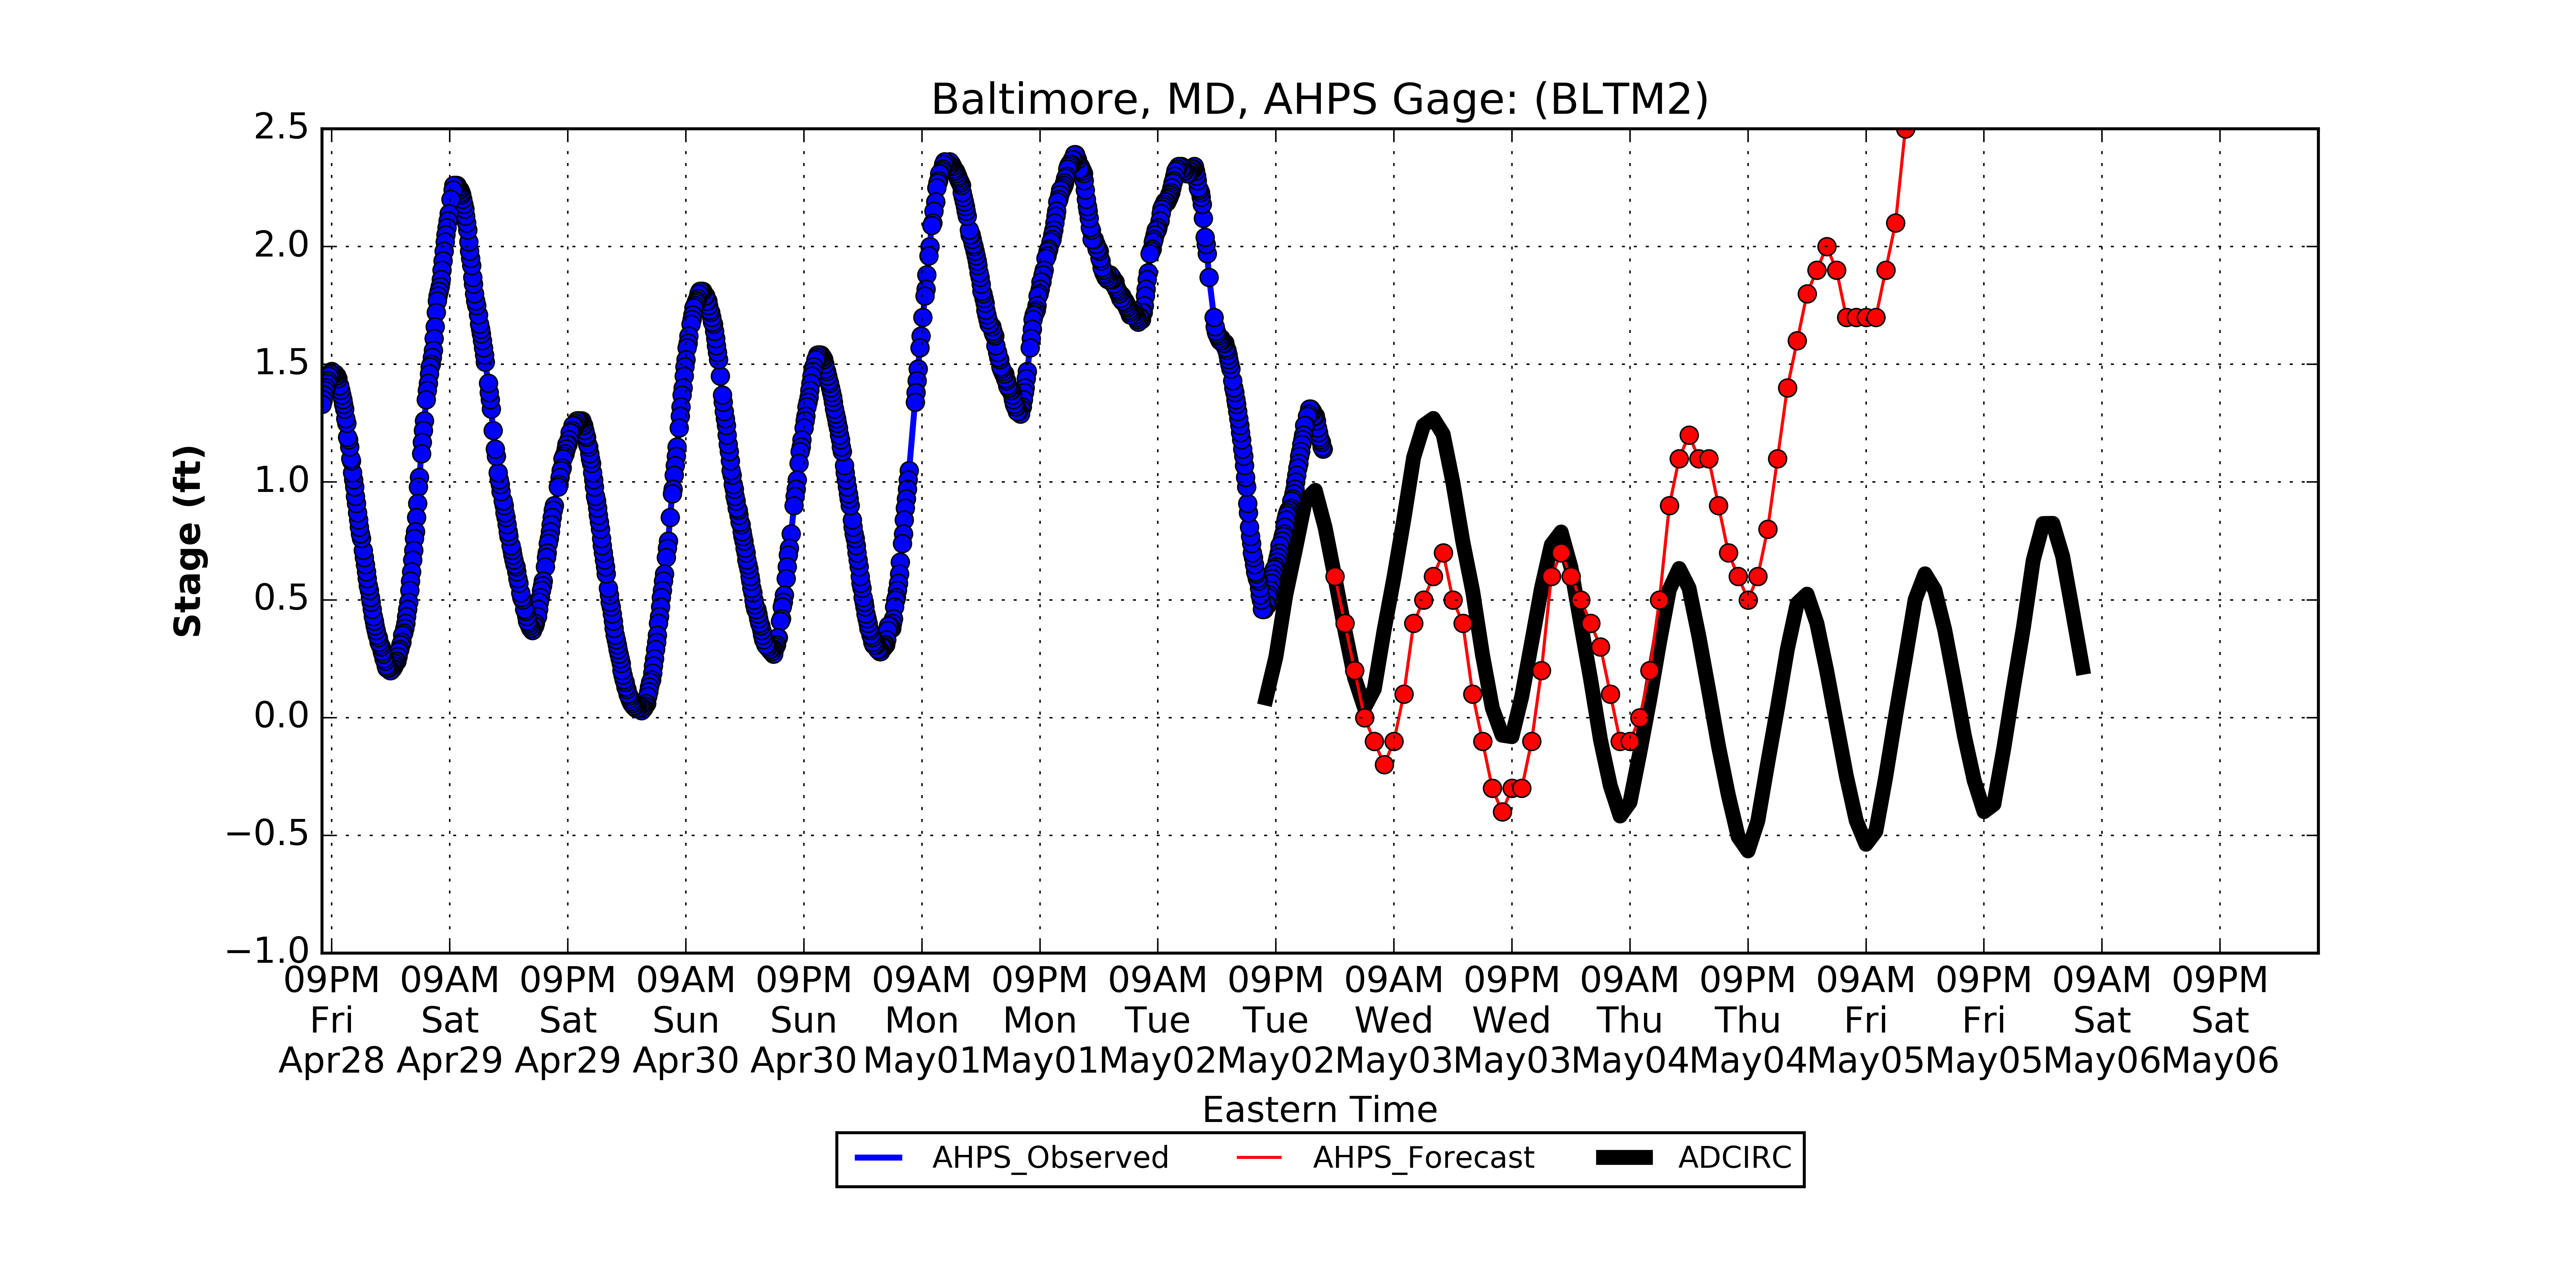 Baltimore, MD, AHPS Gage: (BLTM2)
Stage (ft)
2.5
2.0
1.5
1.0
0.5
0.0
−0.5
−1.0
09PM 09AM 09PM 09AM 09PM 09AM 09PM 09AM 09PM 09AM 09PM 09AM 09PM 09AM 09PM 09AM 09PM
Fri Sat Sat Sun Sun Mon Mon Tue Tue Wed Wed Thu Thu Fri Fri Sat Sat
Apr28 Apr29 Apr29 Apr30 Apr30 May01 May01 May02 May02 May03 May03 May04 May04 May05 May05 May06 May06
Eastern Time
AHPS_Observed AHPS_Forecast ADCIRC